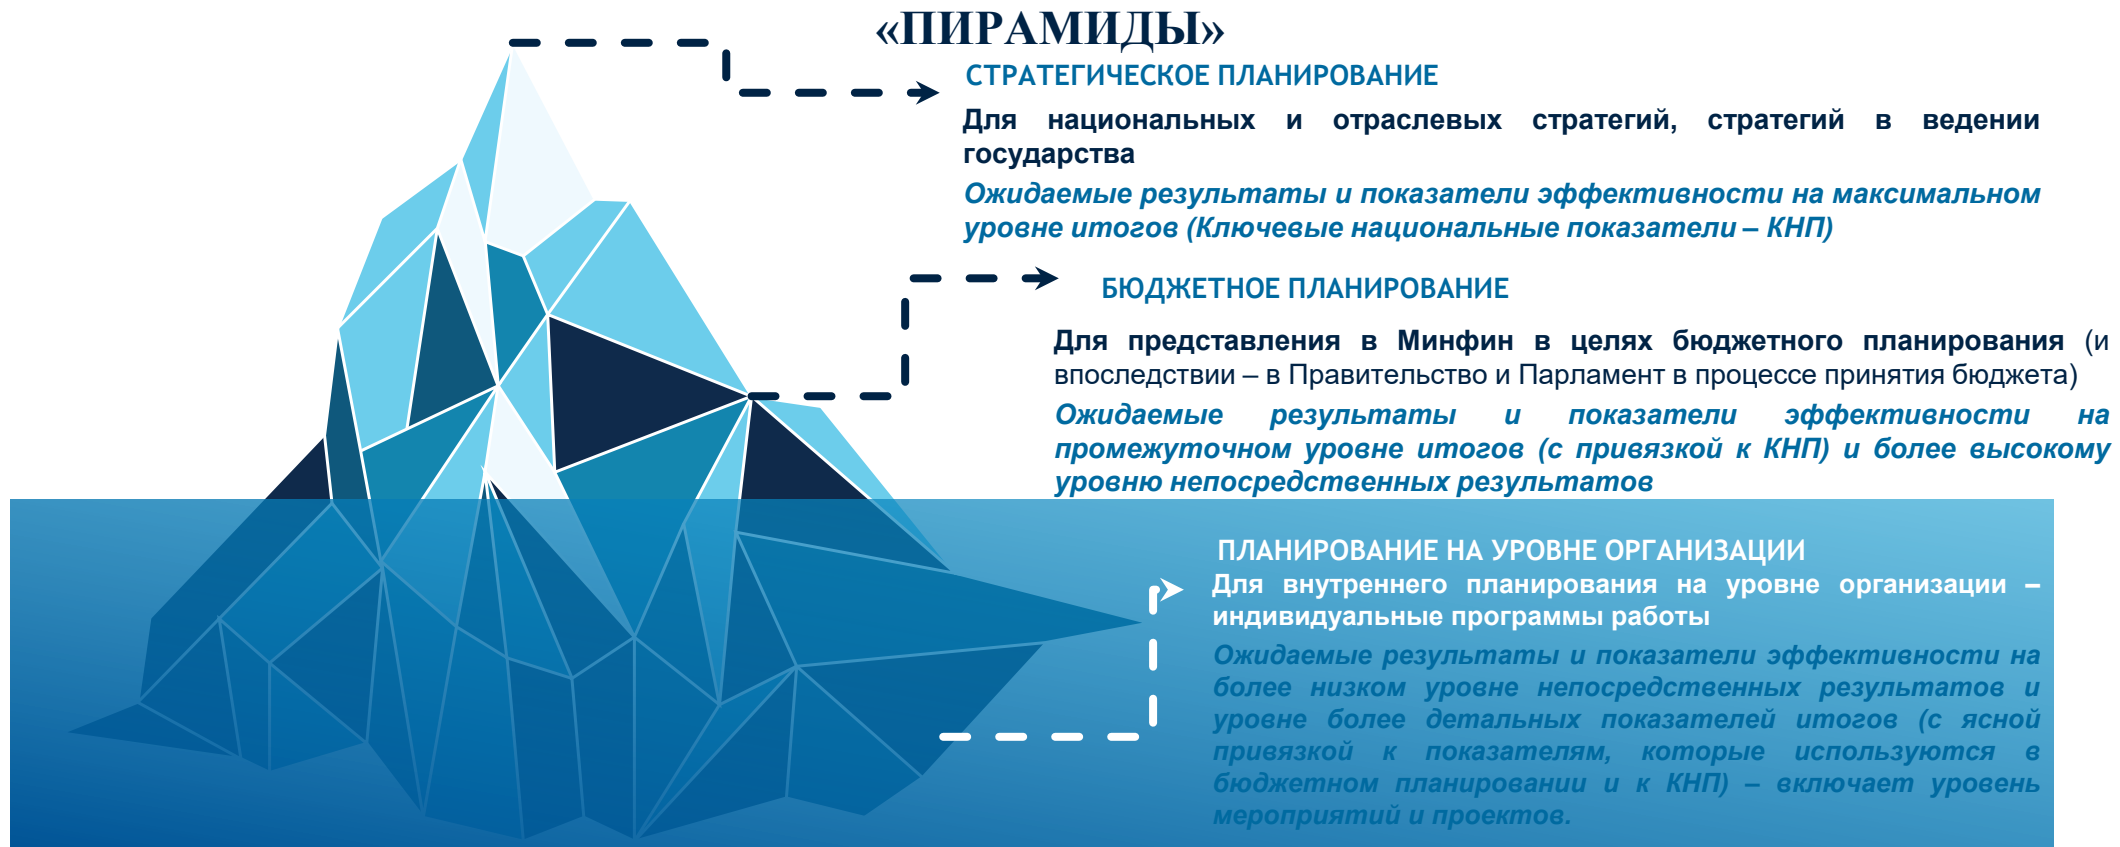 «ПИРАМИДЫ»
СТРАТЕГИЧЕСКОЕ ПЛАНИРОВАНИЕ
Для национальных и отраслевых стратегий, стратегий в ведении
государства
Ожидаемые результаты и показатели эффективности на максимальном
уровне итогов (Ключевые национальные показатели – КНП)
БЮДЖЕТНОЕ ПЛАНИРОВАНИЕ
Для представления в Минфин в целях бюджетного планирования (и
впоследствии – в Правительство и Парламент в процессе принятия бюджета)
Ожидаемые результаты и показатели эффективности на
промежуточном уровне итогов (с привязкой к КНП) и более высокому
уровню непосредственных результатов
ПЛАНИРОВАНИЕ НА УРОВНЕ ОРГАНИЗАЦИИ
Для внутреннего планирования на уровне организации –
индивидуальные программы работы
Ожидаемые результаты и показатели эффективности на
более низком уровне непосредственных результатов и
уровне более детальных показателей итогов (с ясной
привязкой к показателям, которые используются в
бюджетном планировании и к КНП) – включает уровень
мероприятий и проектов.